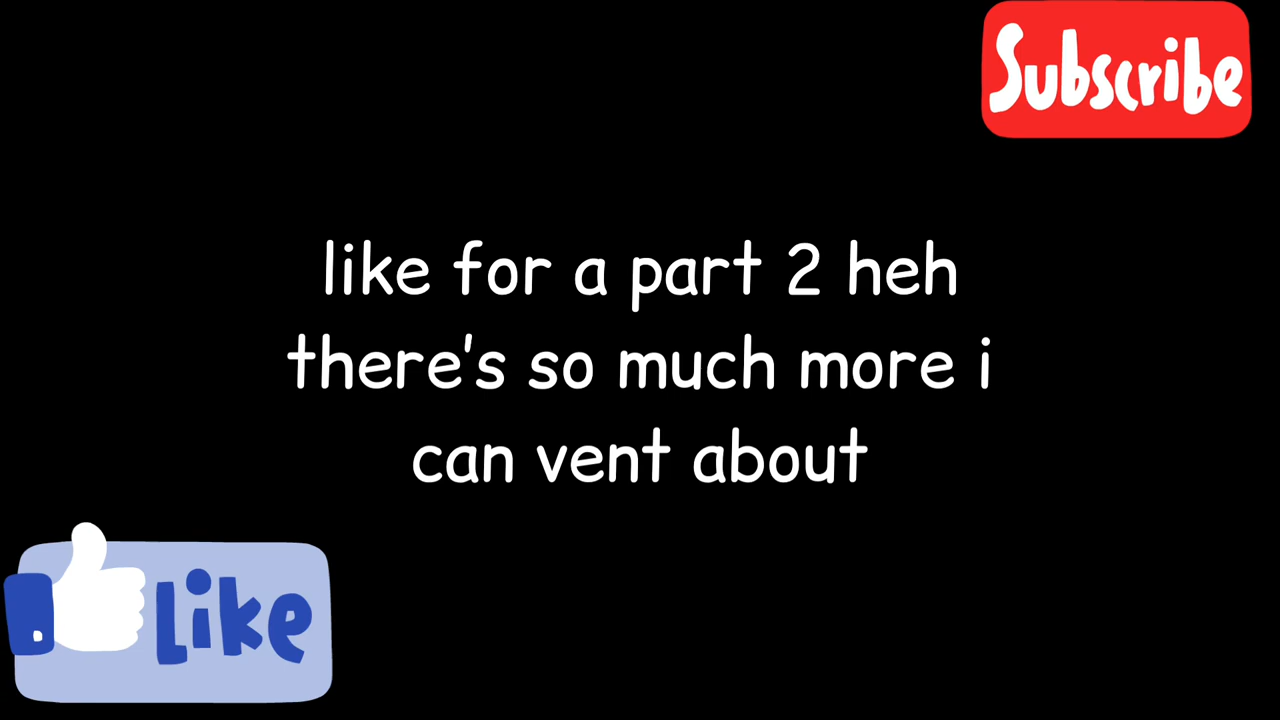 Subscribe
like for a part 2 heh
there's so much more i
can vent about
Like